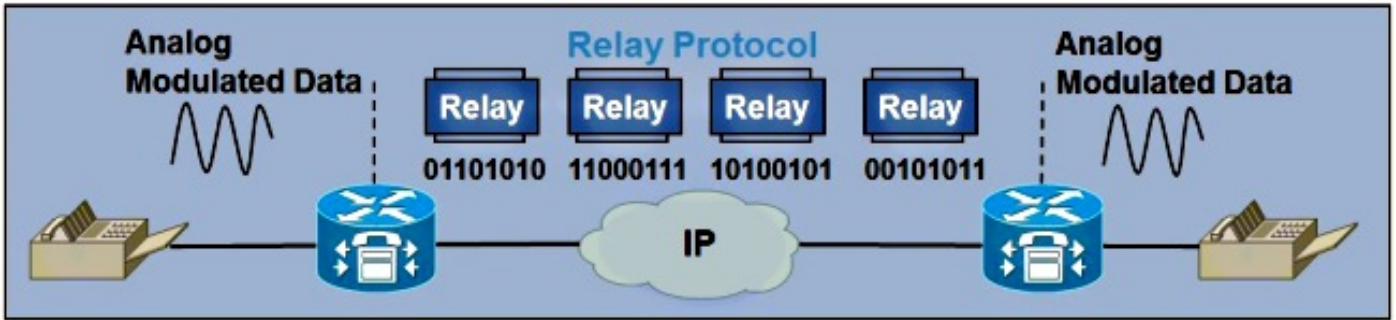 Analog
Modulated Data
Relay Protocol
Analog
Modulated Data
Relay Relay Relay Relay
01101010 11000111 10100101 00101011
IP